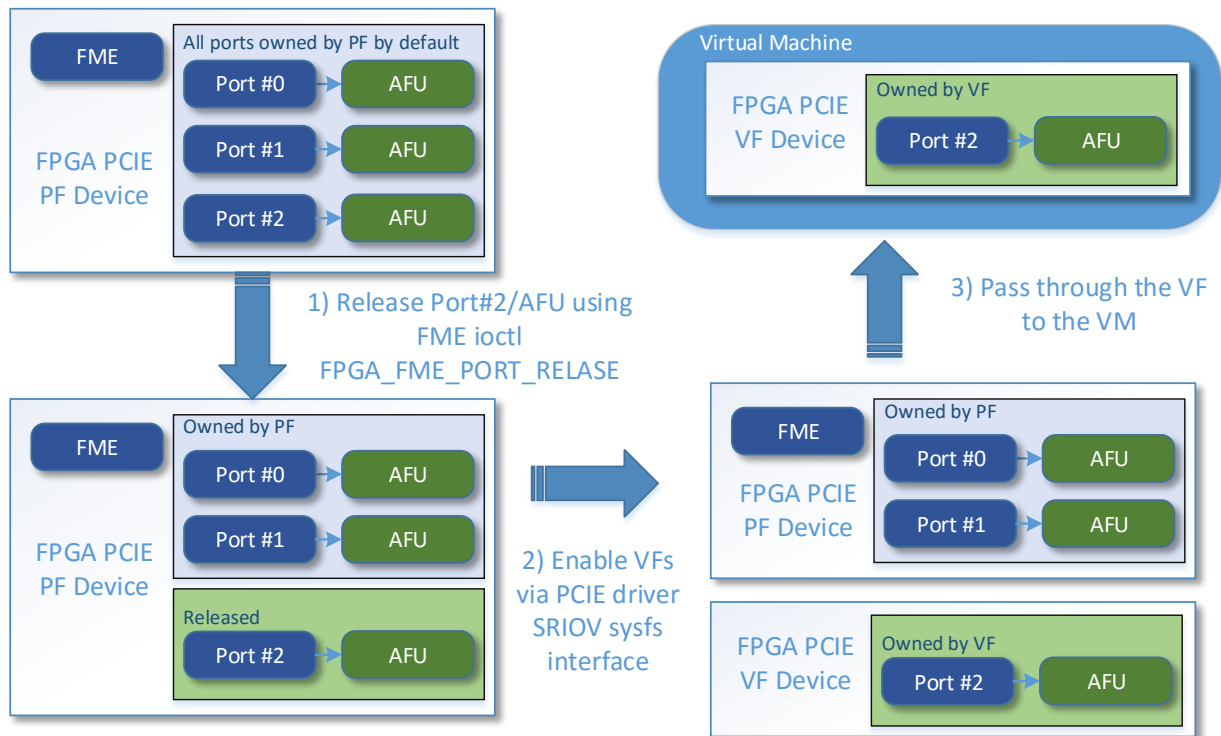 FME
All ports owned by PF by default
Port #0
AFU
Port #1
AFU
Port #2
AFU
FPGA PCIE
PF Device
1) Release Port#2/AFU using
FME ioctl
FPGA_FME_PORT_RELASE
FME
Owned by PF
Port #0
AFU
Port #1
AFU
FPGA PCIE
PF Device
Released
Port #2
AFU
2) Enable VFs
via PCIE driver
SRIOV sysfs
interface
FME
Owned by PF
Port #0
AFU
Port #1
AFU
FPGA PCIE
PF Device
FPGA PCIE
VF Device
Owned by VF
Port #2
AFU
3) Pass through the VF
to the VM
Virtual Machine
FPGA PCIE
VF Device
Owned by VF
Port #2
AFU